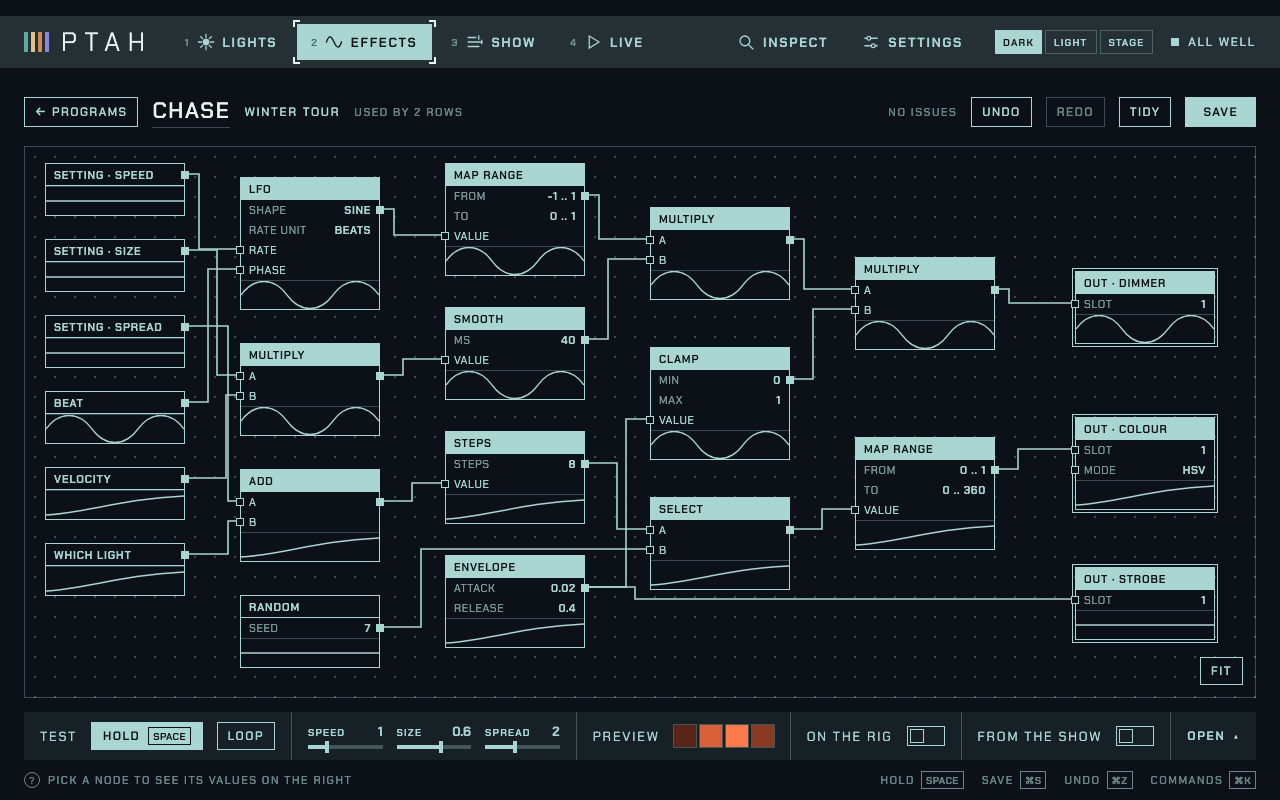 PTAH
1 LIGHTS
2 EFFECTS
3 SHOW
4 LIVE
INSPECT
SETTINGS
DARK
LIGHT
STAGE
ALL WELL
← PROGRAMS
CHASE
WINTER TOUR
USED BY 2 ROWS
NO ISSUES
UNDO
REDO
TIDY
SAVE
SETTING · SPEED
SETTING · SIZE
SETTING · SPREAD
BEAT
VELOCITY
WHICH LIGHT
LFO
SHAPE SINE
RATE UNIT BEATS
RATE
PHASE
MULTIPLY
A
B
ADD
A
B
RANDOM
SEED 7
MAP RANGE
FROM -1 .. 1
TO 0 .. 1
VALUE
SMOOTH
MS 40
VALUE
STEPS
STEPS 8
VALUE
ENVELOPE
ATTACK 0.02
RELEASE 0.4
MULTIPLY
A
B
CLAMP
MIN 0
MAX 1
VALUE
SELECT
A
B
MULTIPLY
A
B
MAP RANGE
FROM 0 .. 1
TO 0 .. 360
VALUE
OUT · DIMMER
SLOT 1
OUT · COLOUR
SLOT 1
MODE HSV
OUT · STROBE
SLOT 1
FIT
TEST
HOLD SPACE
LOOP
SPEED 1
SIZE 0.6
SPREAD 2
PREVIEW
ON THE RIG
FROM THE SHOW
OPEN ▲
? PICK A NODE TO SEE ITS VALUES ON THE RIGHT
HOLD SPACE
SAVE ⌘S
UNDO ⌘Z
COMMANDS ⌘K